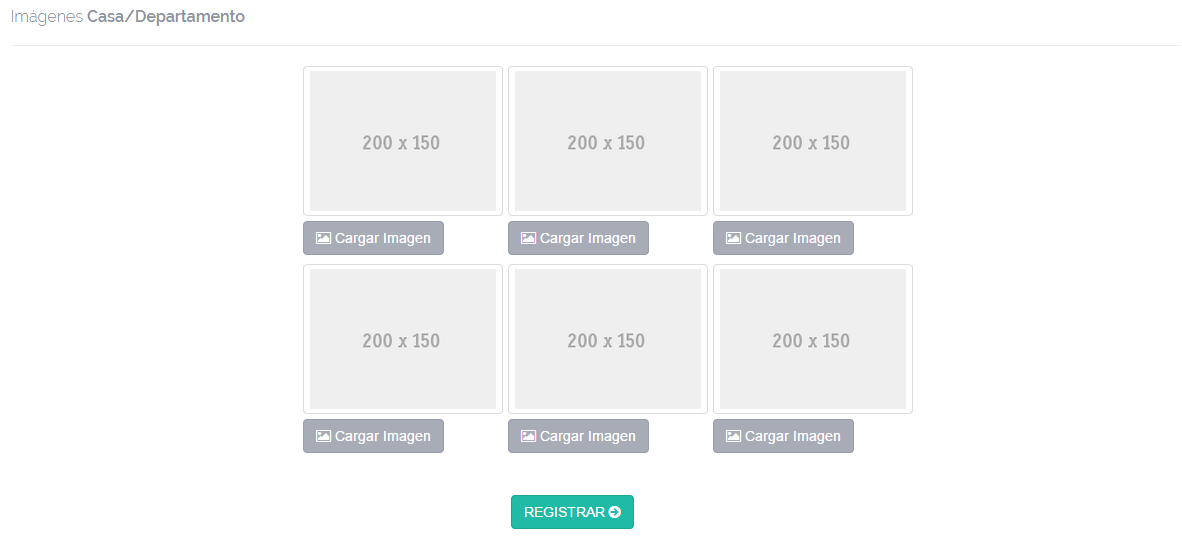 Imágenes Casa/Departamento
200 x 150 200 x 150 200 x 150
Cargar Imagen Cargar Imagen Cargar Imagen
200 x 150 200 x 150 200 x 150
Cargar Imagen Cargar Imagen Cargar Imagen
REGISTRAR